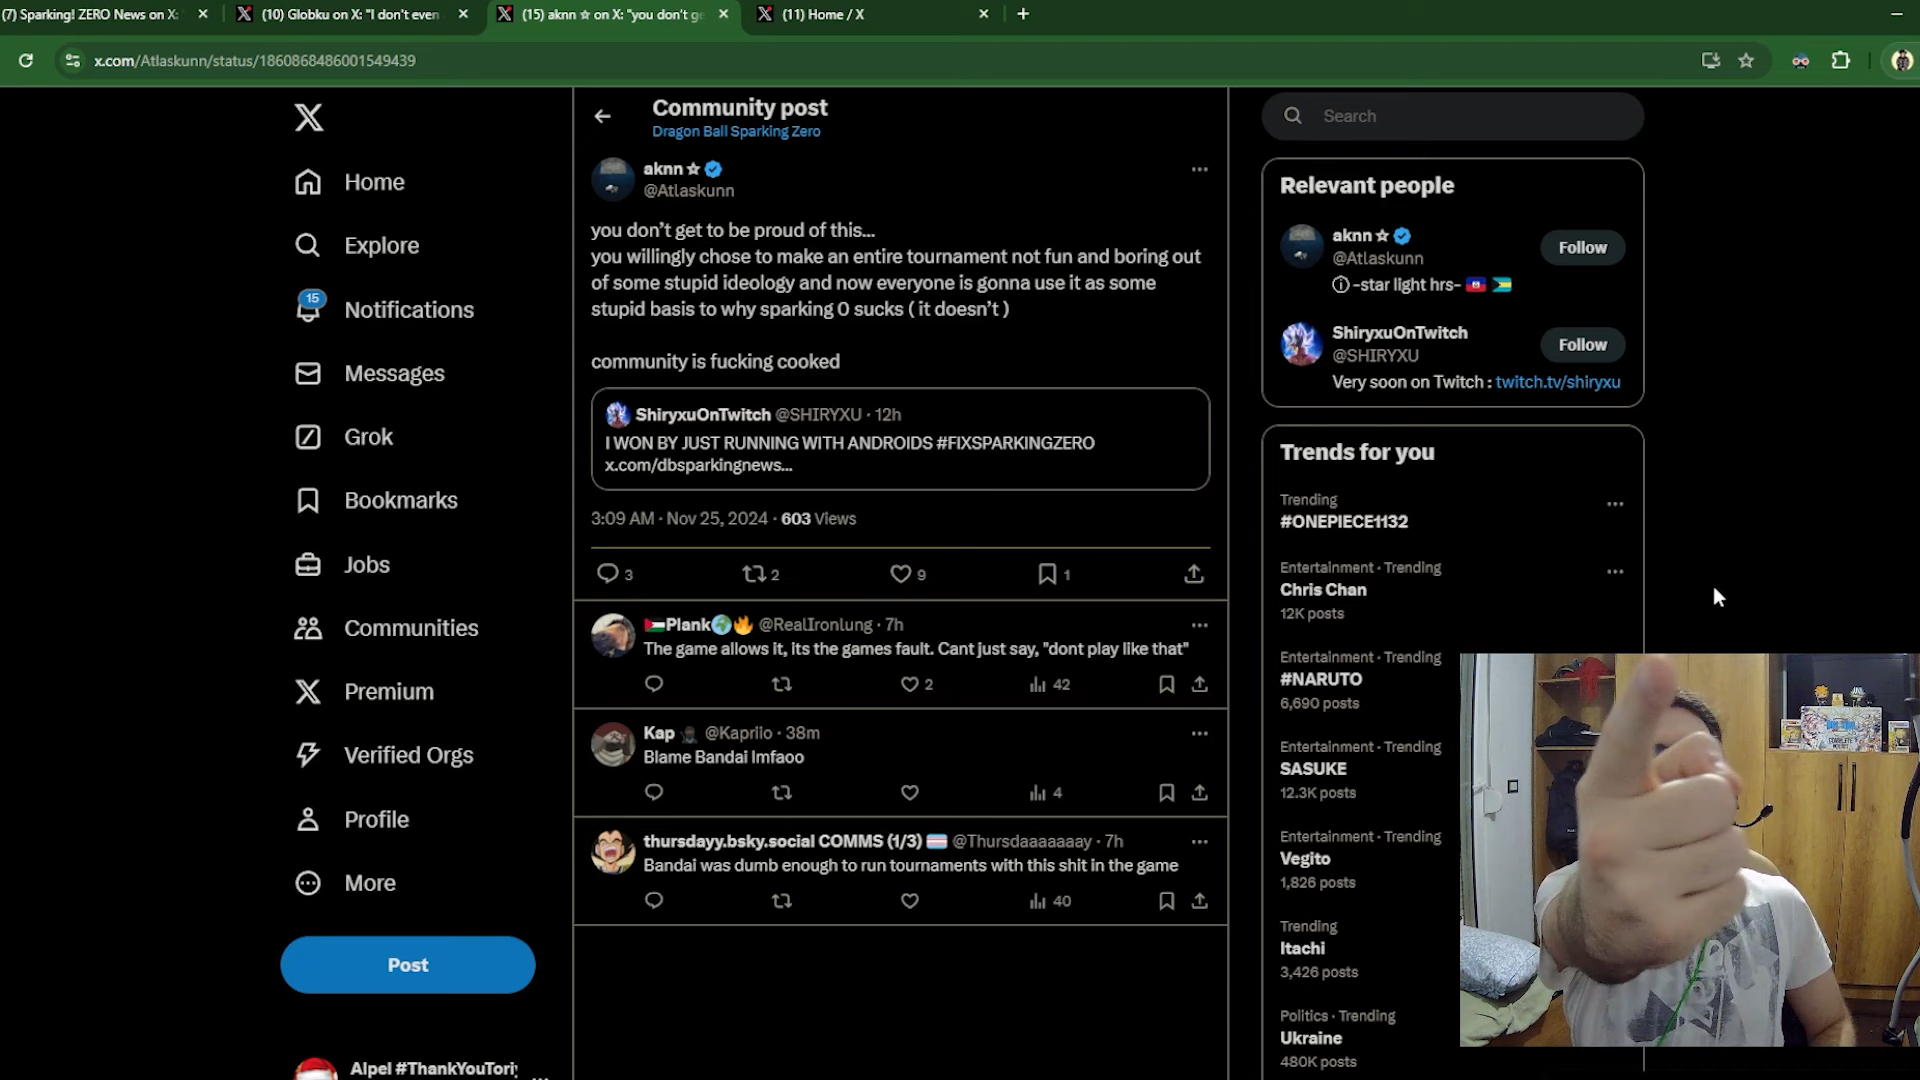 (7) Sparking! ZERO News on X:
(10) Globku on X: "I don't even
(15) aknn ☆ on X: "you don't ge
(11) Home / X
x.com/Atlaskunn/status/1860868486001549439
Home
Explore
15
Notifications
Messages
Grok
Bookmarks
Jobs
Communities
Premium
Verified Orgs
Profile
More
Post
Alpel #ThankYouTori
Community post
Dragon Ball Sparking Zero
aknn ☆
@Atlaskunn
you don't get to be proud of this...
you willingly chose to make an entire tournament not fun and boring out
of some stupid ideology and now everyone is gonna use it as some
stupid basis to why sparking 0 sucks ( it doesn't )
community is fucking cooked
ShiryxuOnTwitch @SHIRYXU · 12h
I WON BY JUST RUNNING WITH ANDROIDS #FIXSPARKINGZERO
x.com/dbsparkingnews...
3:09 AM · Nov 25, 2024 · 603 Views
3 2 9 1
🇵🇸Plank🌍🔥 @RealIronlung · 7h
The game allows it, its the games fault. Cant just say, "dont play like that"
2 42
Kap @Kapriio · 38m
Blame Bandai lmfaoo
4
thursdayy.bsky.social COMMS (1/3) @Thursdaaaaaaay · 7h
Bandai was dumb enough to run tournaments with this shit in the game
40
Search
Relevant people
aknn ☆
@Atlaskunn
Follow
-star light hrs- 🇭🇹 🇧🇸
ShiryxuOnTwitch
@SHIRYXU
Follow
Very soon on Twitch : twitch.tv/shiryxu
Trends for you
Trending
#ONEPIECE1132
Entertainment · Trending
Chris Chan
12K posts
Entertainment · Trending
#NARUTO
6,690 posts
Entertainment · Trending
SASUKE
12.3K posts
Entertainment · Trending
Vegito
1,826 posts
Trending
Itachi
3,426 posts
Politics · Trending
Ukraine
480K posts